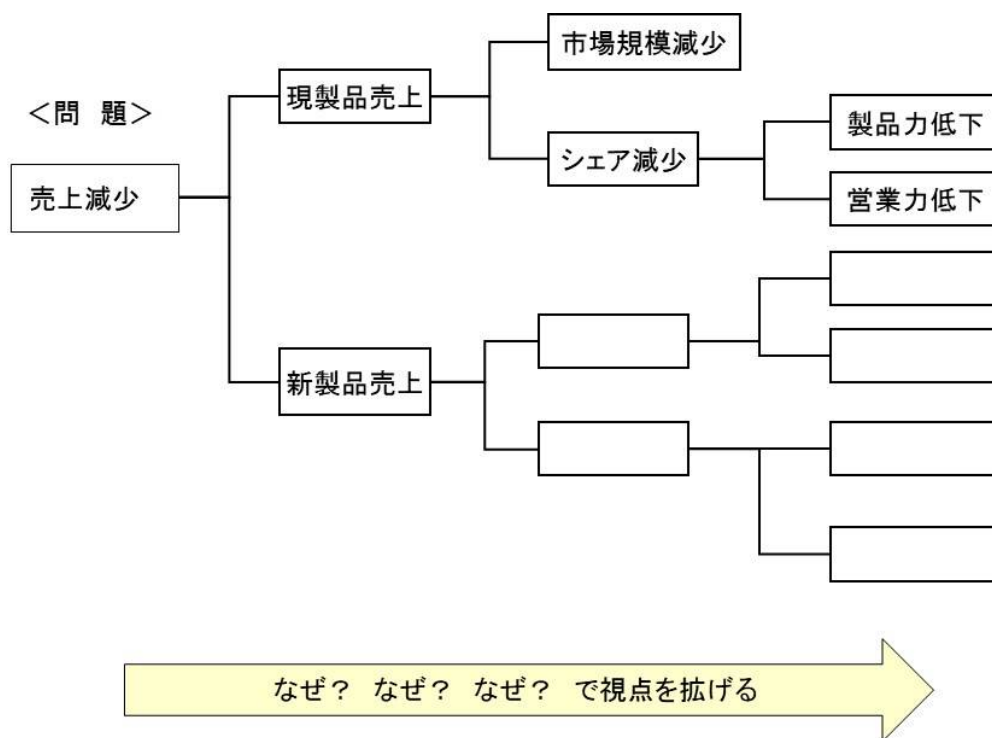 <問 題>
売上減少
現製品売上
市場規模減少
シェア減少
製品力低下
営業力低下
新製品売上
なぜ? なぜ? なぜ? で視点を拡げる